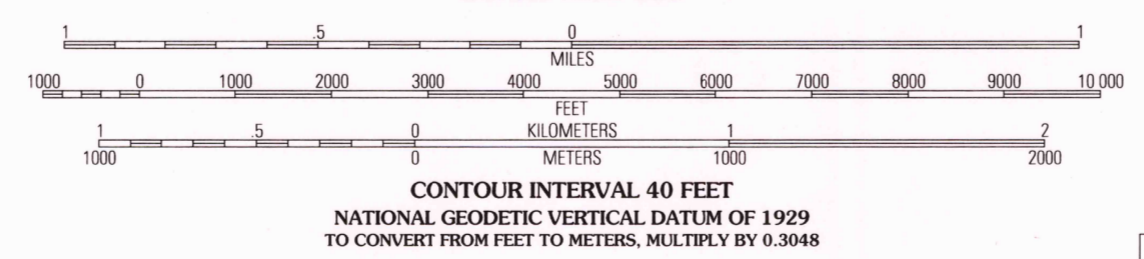 1 .5 0 1
MILES
1000 0 1000 2000 3000 4000 5000 6000 7000 8000 9000 10 000
FEET
1 .5 0 KILOMETERS 1 2
1000 0 METERS 1000 2000
CONTOUR INTERVAL 40 FEET
NATIONAL GEODETIC VERTICAL DATUM OF 1929
TO CONVERT FROM FEET TO METERS, MULTIPLY BY 0.3048